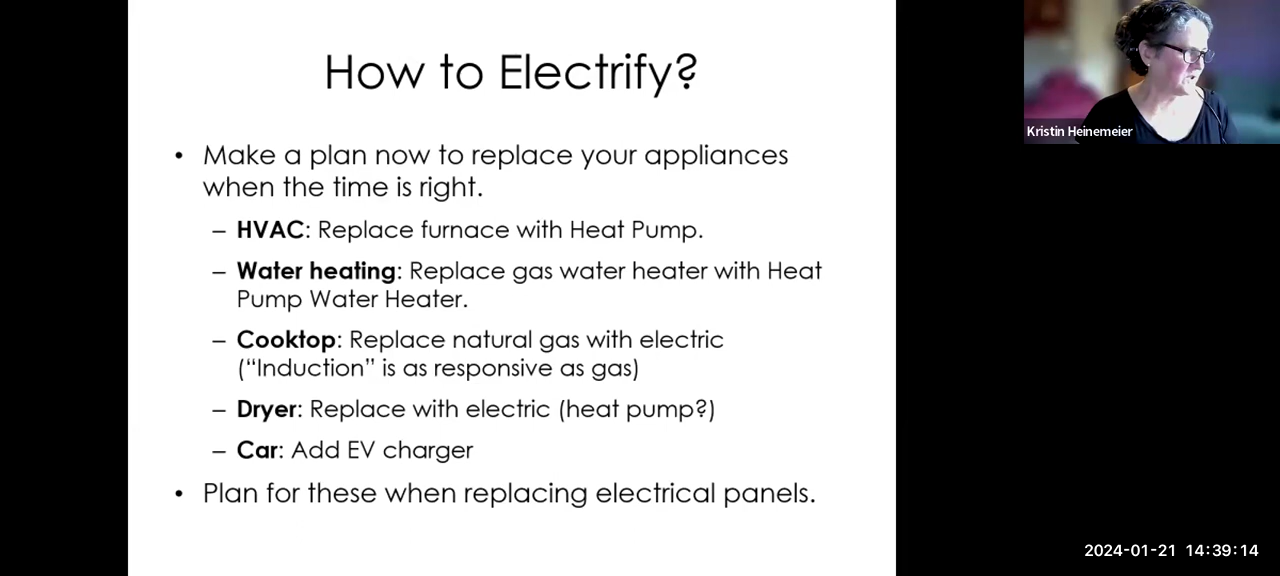 How to Electrify?
• Make a plan now to replace your appliances
when the time is right.
– HVAC: Replace furnace with Heat Pump.
– Water heating: Replace gas water heater with Heat
Pump Water Heater.
– Cooktop: Replace natural gas with electric
(“Induction” is as responsive as gas)
– Dryer: Replace with electric (heat pump?)
– Car: Add EV charger
• Plan for these when replacing electrical panels.
Kristin Heinemeier
2024-01-21 14:39:14